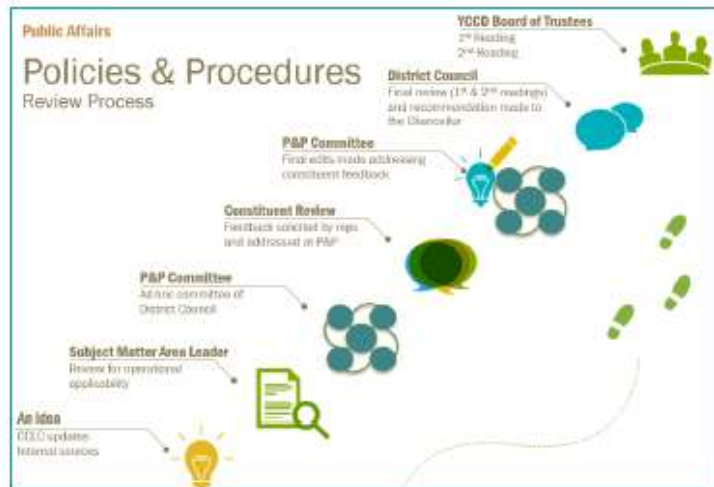 Public Affairs
Policies & Procedures
Review Process
YCCD Board of Trustees
1st Reading
2nd Reading
District Council
Final review (1st & 2nd readings)
and recommendation made to
the Chancellor
P&P Committee
Final edits made addressing
constituent feedback
Constituent Review
Feedback solicited by reps
and addressed at P&P
P&P Committee
Ad-hoc committee of
District Council
Subject Matter Area Leader
Review for operational
applicability
An Idea
CCLC updates
Internal sources